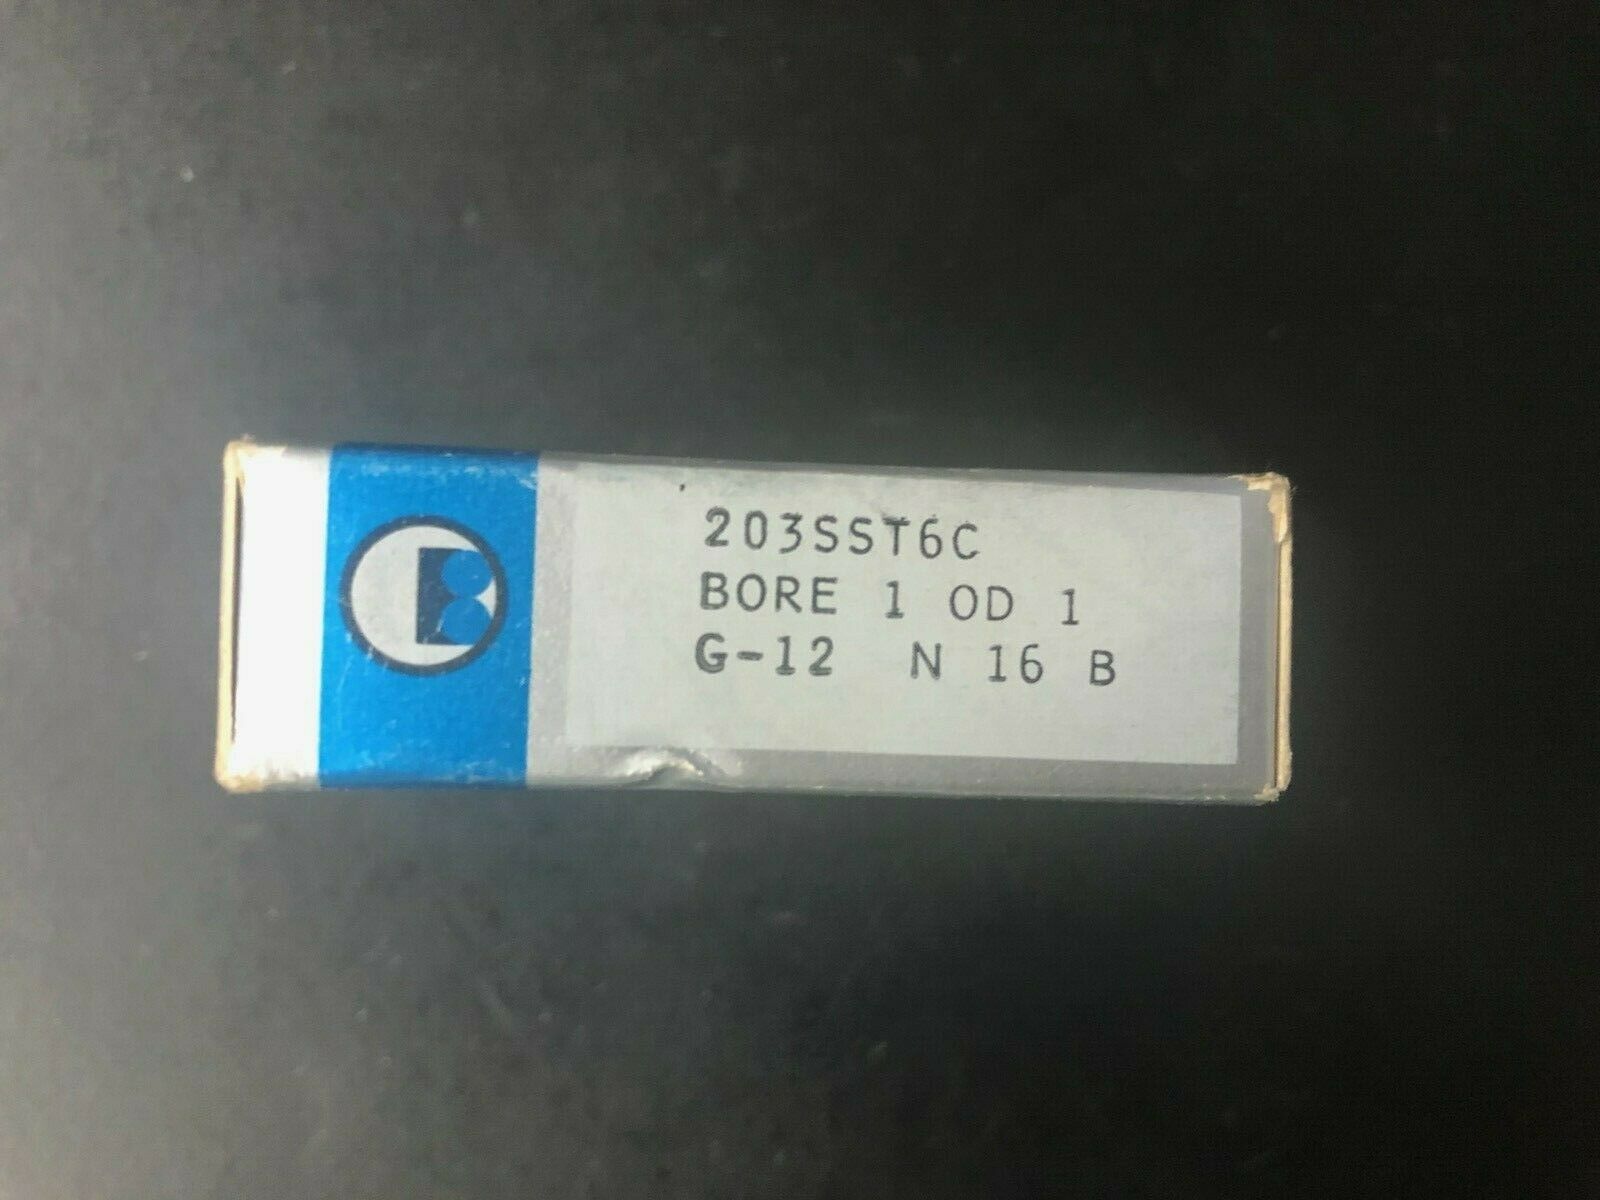 203SST6C
BORE 1 OD 1
G-12 N 16 B